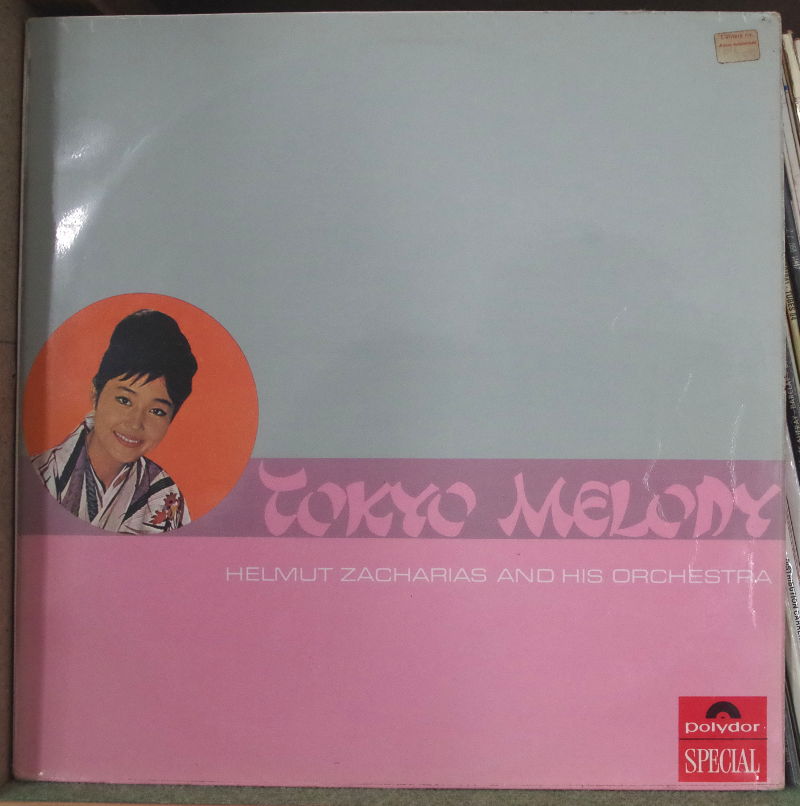 TOKYO MELODY
HELMUT ZACHARIAS AND HIS ORCHESTRA
polydor
SPECIAL